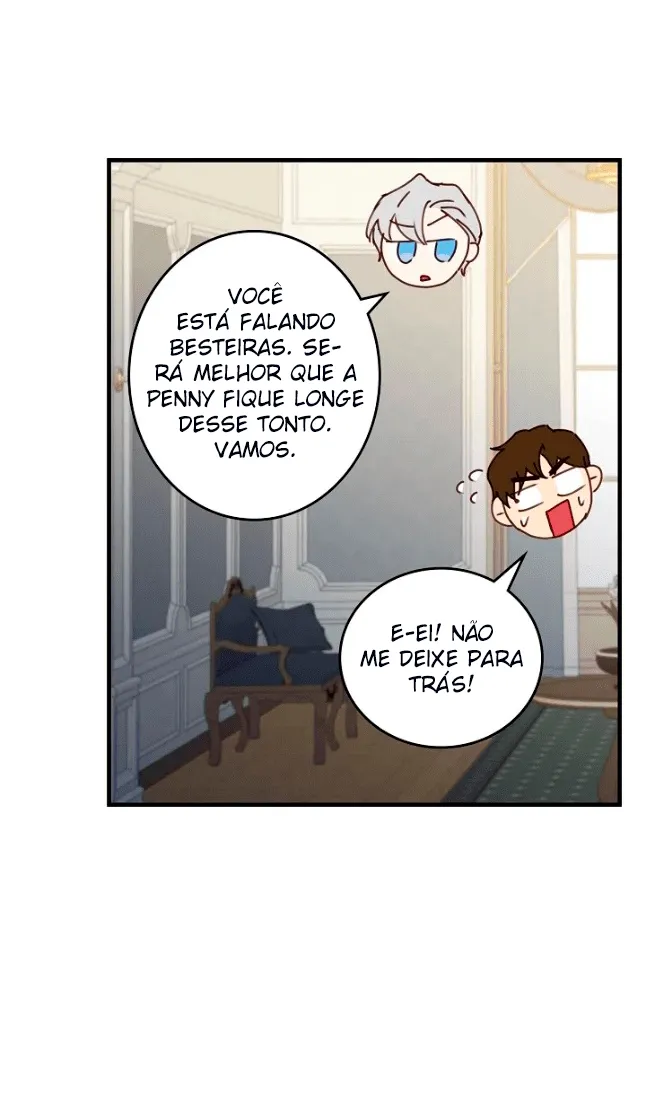 VOCÊ
ESTÁ FALANDO
BESTEIRAS. SE-
RÁ MELHOR QUE A
PENNY FIQUE LONGE
DESSE TONTO.
VAMOS.
E-EI! NÃO
ME DEIXE PARA
TRÁS!